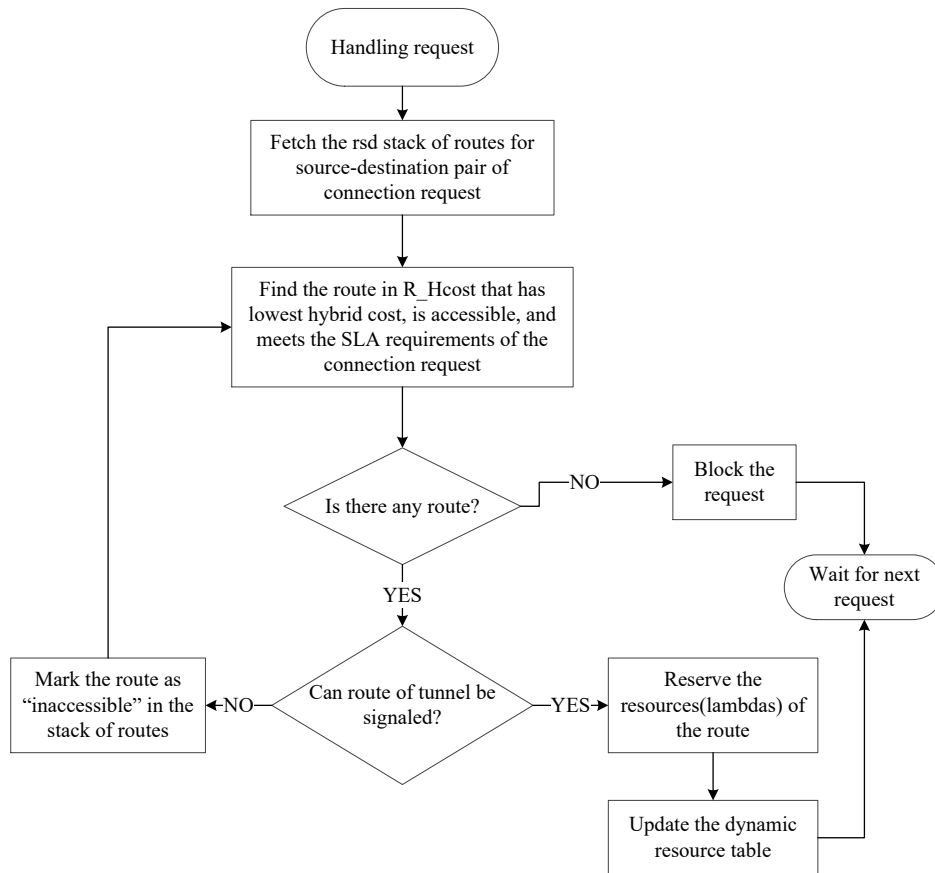 Handling request
Fetch the rsd stack of routes for
source-destination pair of
connection request
Find the route in R_Hcost that has
lowest hybrid cost, is accessible, and
meets the SLA requirements of the
connection request
Is there any route?
NO
Block the
request
Wait for next
request
YES
Can route of tunnel be
signaled?
NO
Mark the route as
“inaccessible” in the
stack of routes
YES
Reserve the
resources(lambdas) of
the route
Update the dynamic
resource table